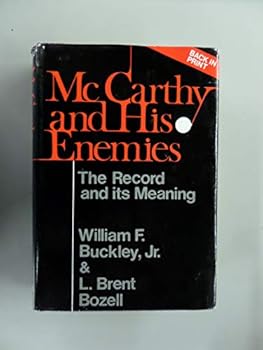 BACK IN
PRINT
McCarthy
and His
Enemies
The Record
and its Meaning
William F.
Buckley, Jr.
&
L. Brent
Bozell